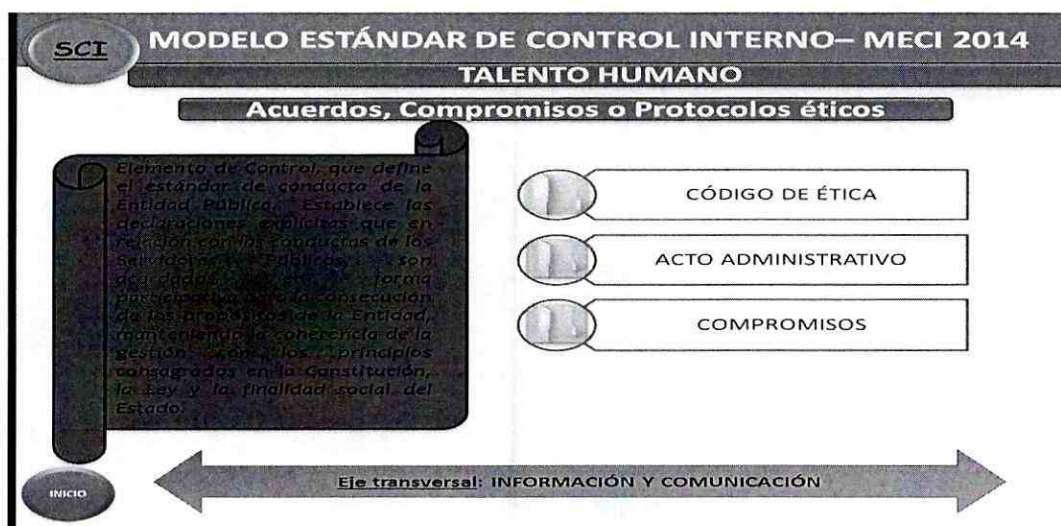 SCI
MODELO ESTÁNDAR DE CONTROL INTERNO– MECI 2014
TALENTO HUMANO
Acuerdos, Compromisos o Protocolos éticos
Elemento de Control, que define
el estándar de conducta de la
Entidad Pública. Establece las
declaraciones explícitas que en
relación con las conductas de los
Servidores Públicos, son
acordadas en forma
participativa para la consecución
de los propósitos de la Entidad,
manteniendo la coherencia de la
gestión con los principios
consagrados en la Constitución,
la Ley y la finalidad social del
Estado.
CÓDIGO DE ÉTICA
ACTO ADMINISTRATIVO
COMPROMISOS
INICIO
Eje transversal: INFORMACIÓN Y COMUNICACIÓN